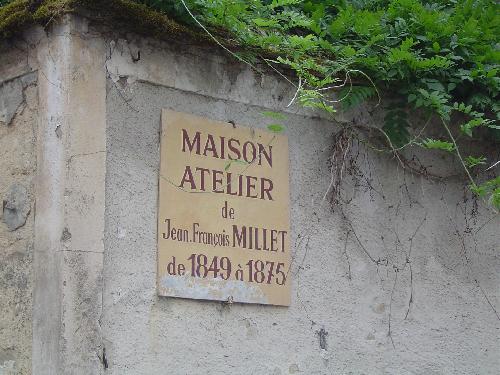 MAISON
ATELIER
de
Jean.François MILLET
de 1849 à 1875